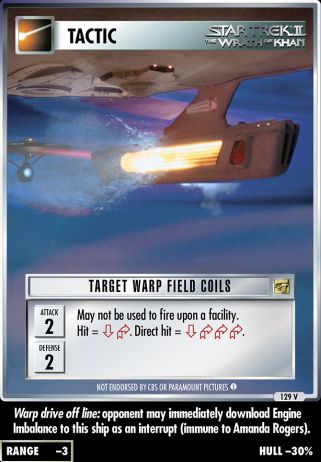 TACTIC
STAR TREK II
THE WRATH OF KHAN
TARGET WARP FIELD COILS
ATTACK
2
DEFENSE
2
May not be used to fire upon a facility.
Hit = . Direct hit = .
NOT ENDORSED BY CBS OR PARAMOUNT PICTURES
129 V
Warp drive off line: opponent may immediately download Engine
Imbalance to this ship as an interrupt (immune to Amanda Rogers).
RANGE –3
HULL –30%